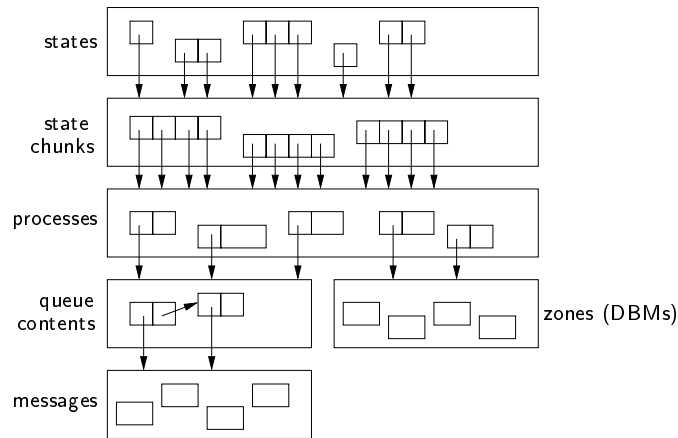 states
state
chunks
processes
queue
contents
zones (DBMs)
messages